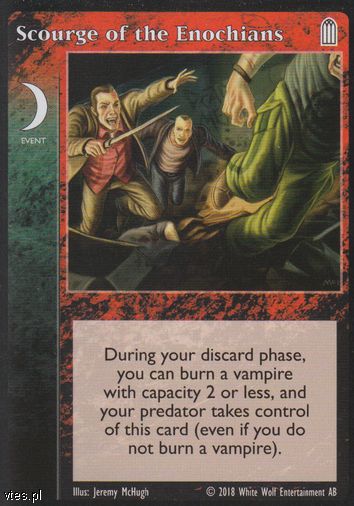 Scourge of the Enochians
EVENT
During your discard phase,
you can burn a vampire
with capacity 2 or less, and
your predator takes control
of this card (even if you do
not burn a vampire).
Illus: Jeremy McHugh © 2018 White Wolf Entertainment AB
vtes.pl